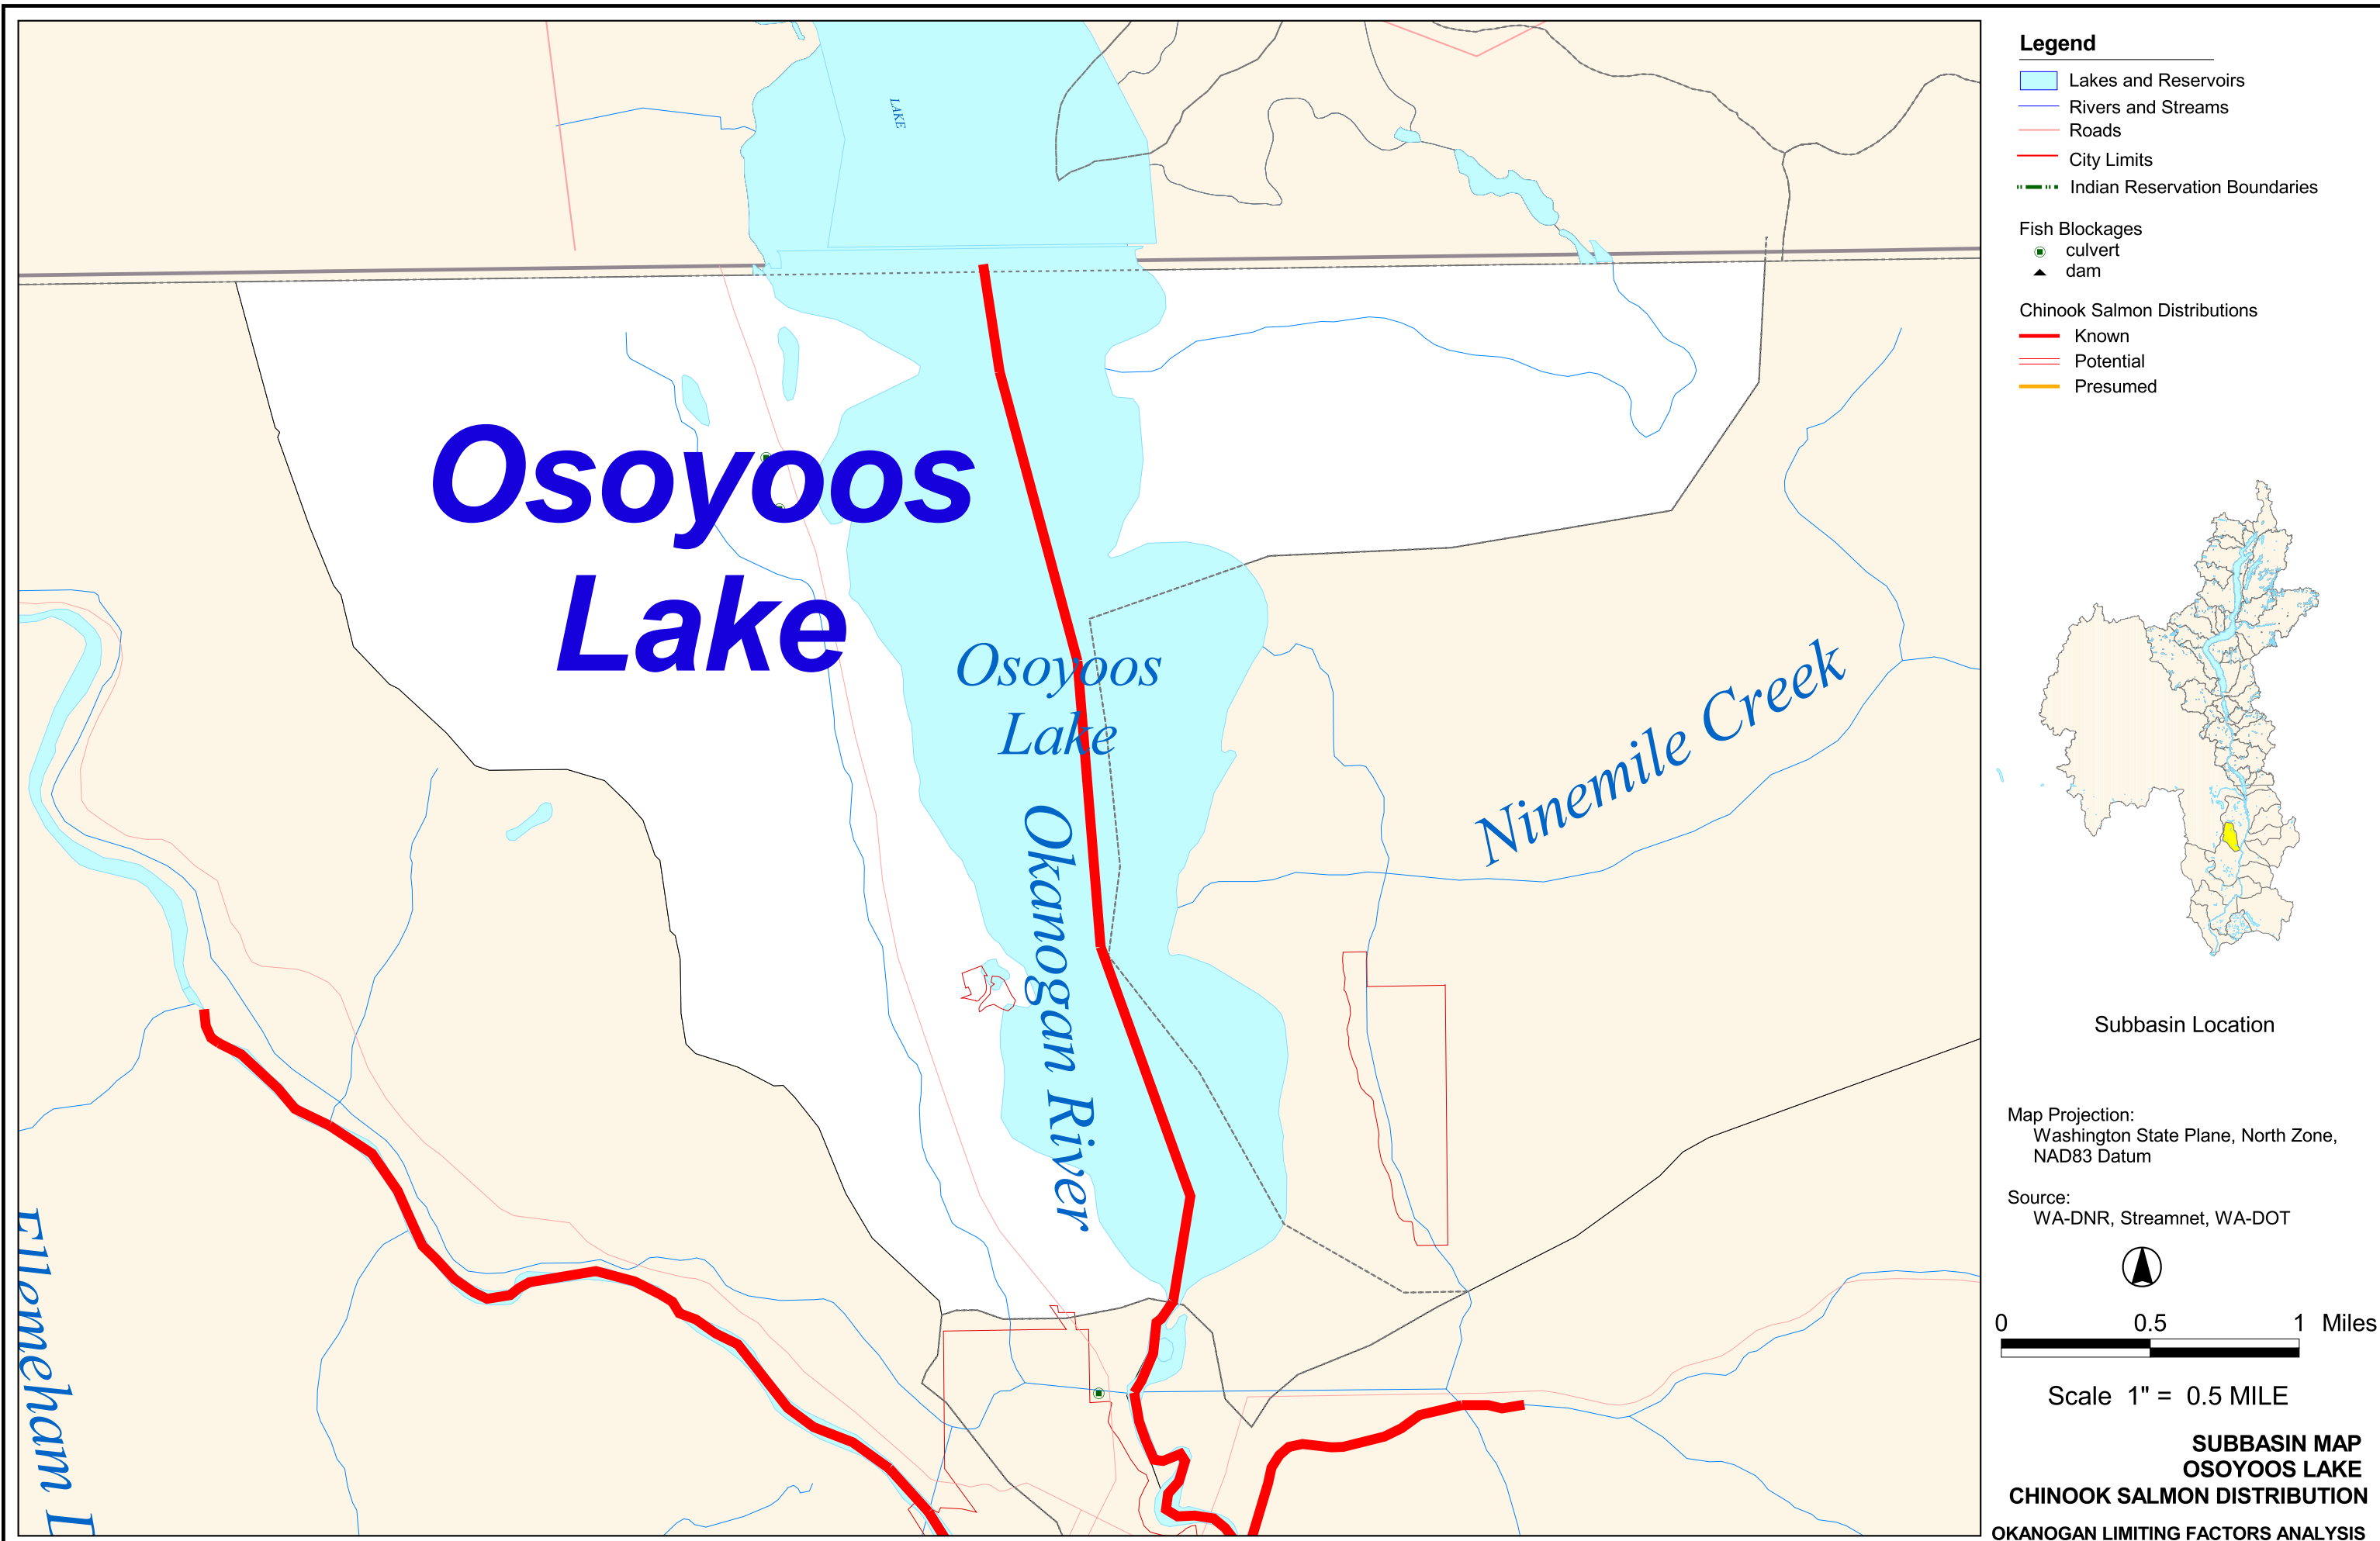 LAKE
Osoyoos
Lake
Osoyoos
Lake
Okanogan River
Ninemile Creek
Ellemeham
Legend
Lakes and Reservoirs
Rivers and Streams
Roads
City Limits
Indian Reservation Boundaries
Fish Blockages
culvert
dam
Chinook Salmon Distributions
Known
Potential
Presumed
Subbasin Location
Map Projection:
Washington State Plane, North Zone,
NAD83 Datum
Source:
WA-DNR, Streamnet, WA-DOT
0 0.5 1 Miles
Scale 1" = 0.5 MILE
SUBBASIN MAP
OSOYOOS LAKE
CHINOOK SALMON DISTRIBUTION
OKANOGAN LIMITING FACTORS ANALYSIS